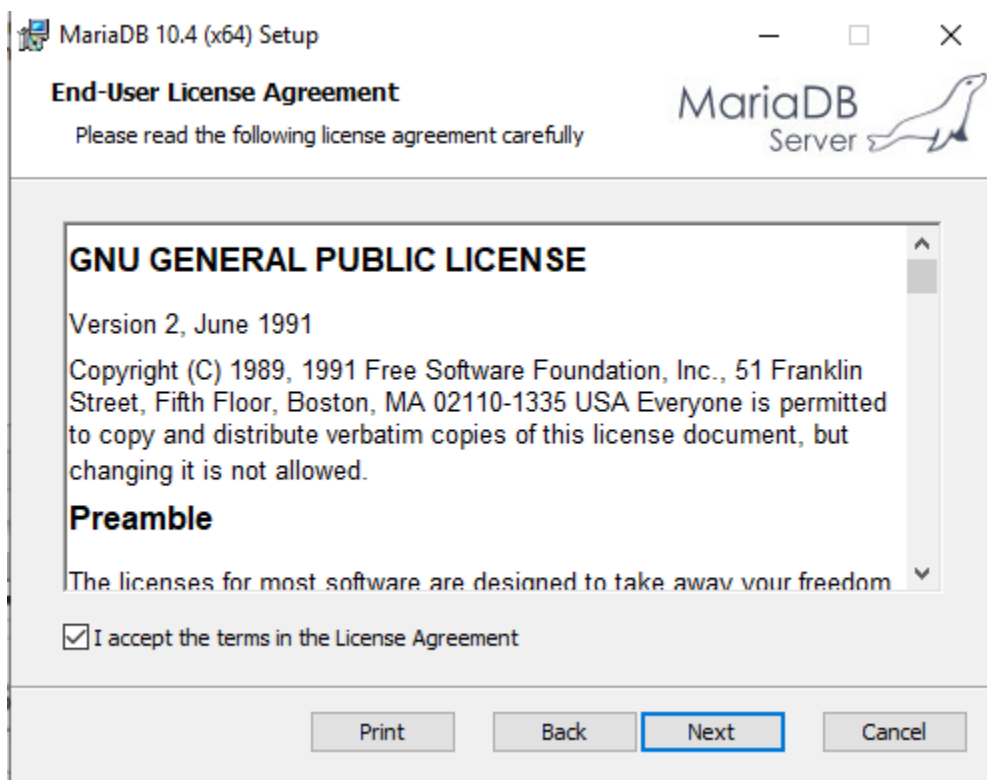 MariaDB 10.4 (x64) Setup
End-User License Agreement
Please read the following license agreement carefully
MariaDB
Server
GNU GENERAL PUBLIC LICENSE
Version 2, June 1991
Copyright (C) 1989, 1991 Free Software Foundation, Inc., 51 Franklin
Street, Fifth Floor, Boston, MA 02110-1335 USA Everyone is permitted
to copy and distribute verbatim copies of this license document, but
changing it is not allowed.
Preamble
The licenses for most software are designed to take away your freedom
I accept the terms in the License Agreement
Print Back Next Cancel